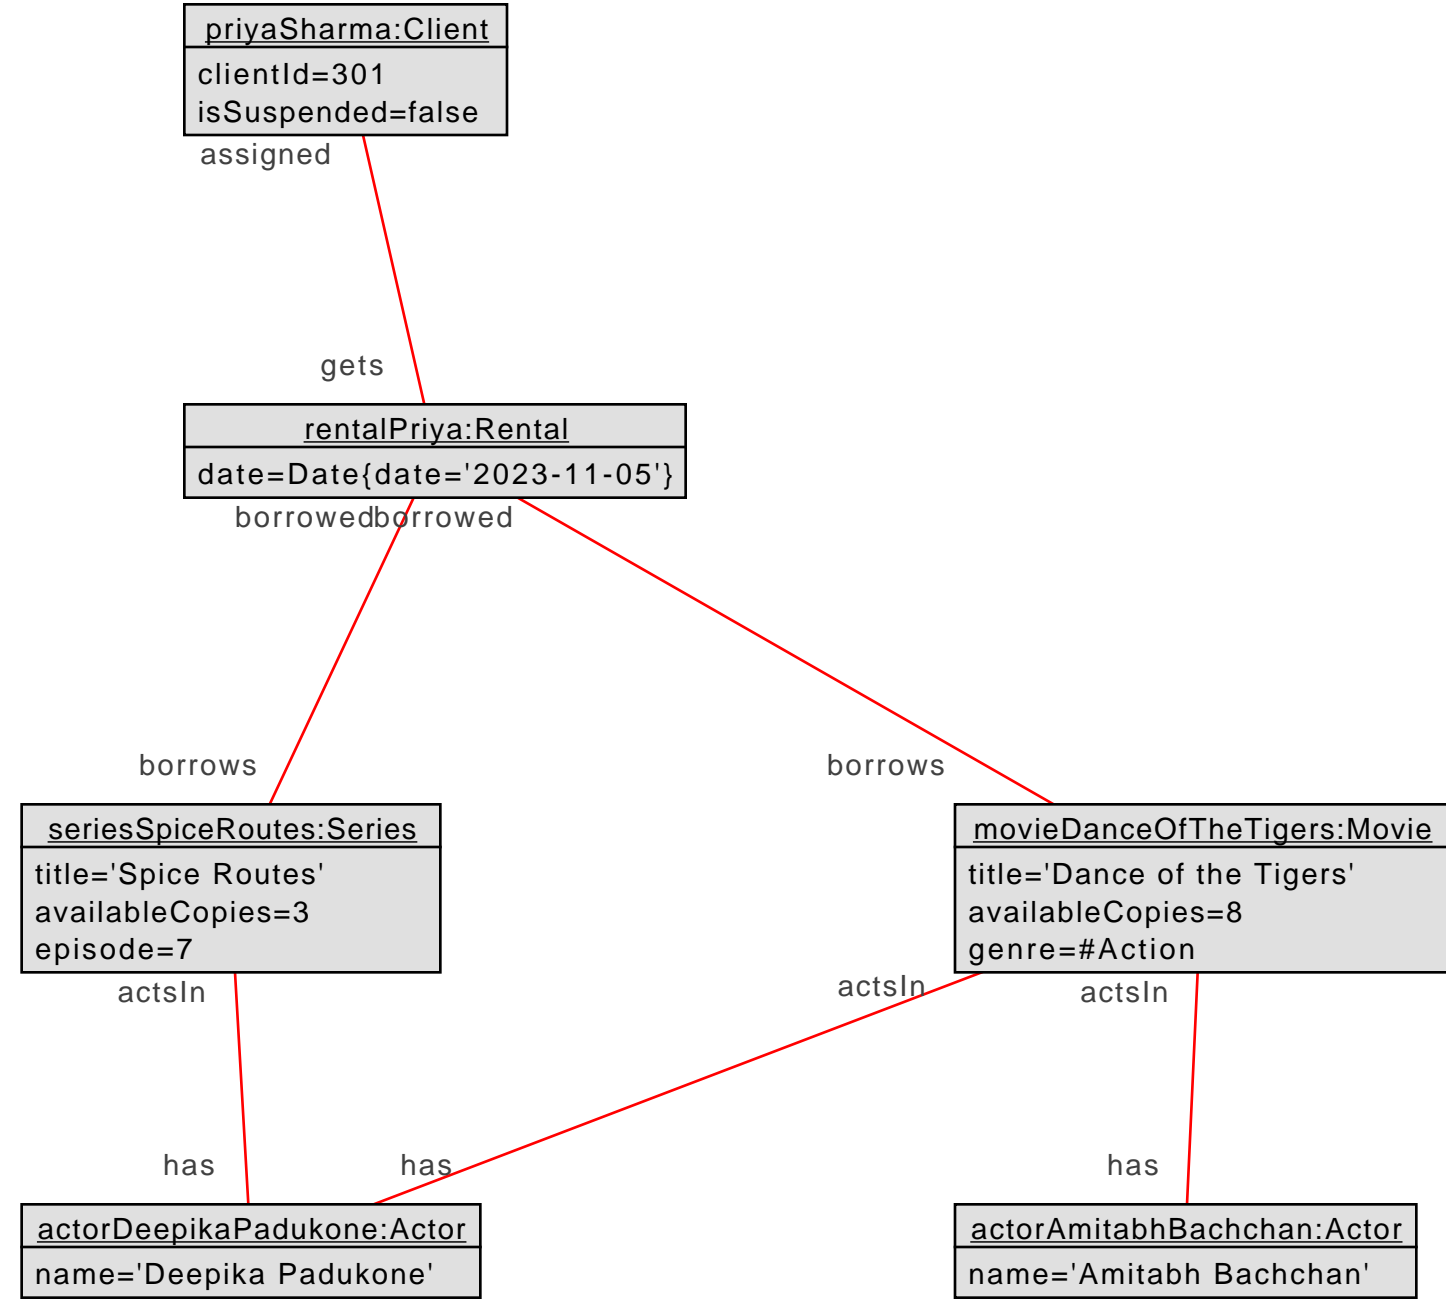 priyaSharma:Client
clientId=301
isSuspended=false
assigned
gets
rentalPriya:Rental
date=Date{date='2023-11-05'}
borrowed borrowed
borrows borrows
seriesSpiceRoutes:Series
title='Spice Routes'
availableCopies=3
episode=7
movieDanceOfTheTigers:Movie
title='Dance of the Tigers'
availableCopies=8
genre=#Action
actsIn actsIn actsIn
has has has
actorDeepikaPadukone:Actor
name='Deepika Padukone'
actorAmitabhBachchan:Actor
name='Amitabh Bachchan'